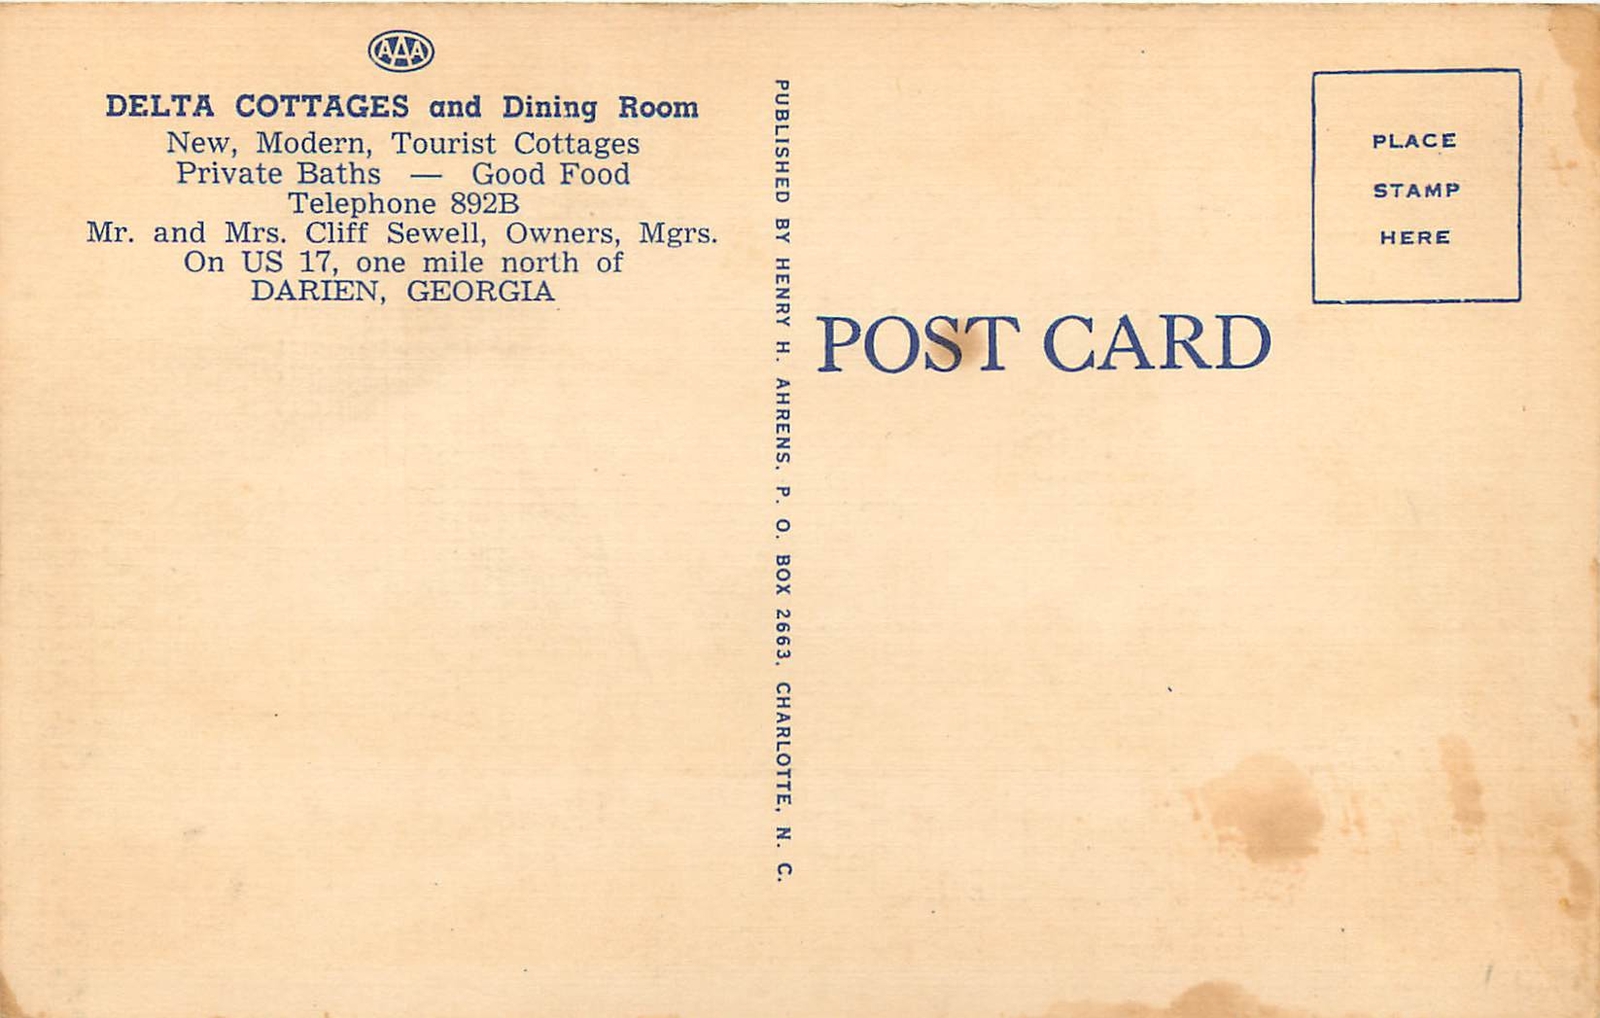 AAA
DELTA COTTAGES and Dining Room
New, Modern, Tourist Cottages
Private Baths — Good Food
Telephone 892B
Mr. and Mrs. Cliff Sewell, Owners, Mgrs.
On US 17, one mile north of
DARIEN, GEORGIA
PUBLISHED BY HENRY H. AHRENS, P. O. BOX 2663, CHARLOTTE, N. C.
PLACE
STAMP
HERE
POST CARD